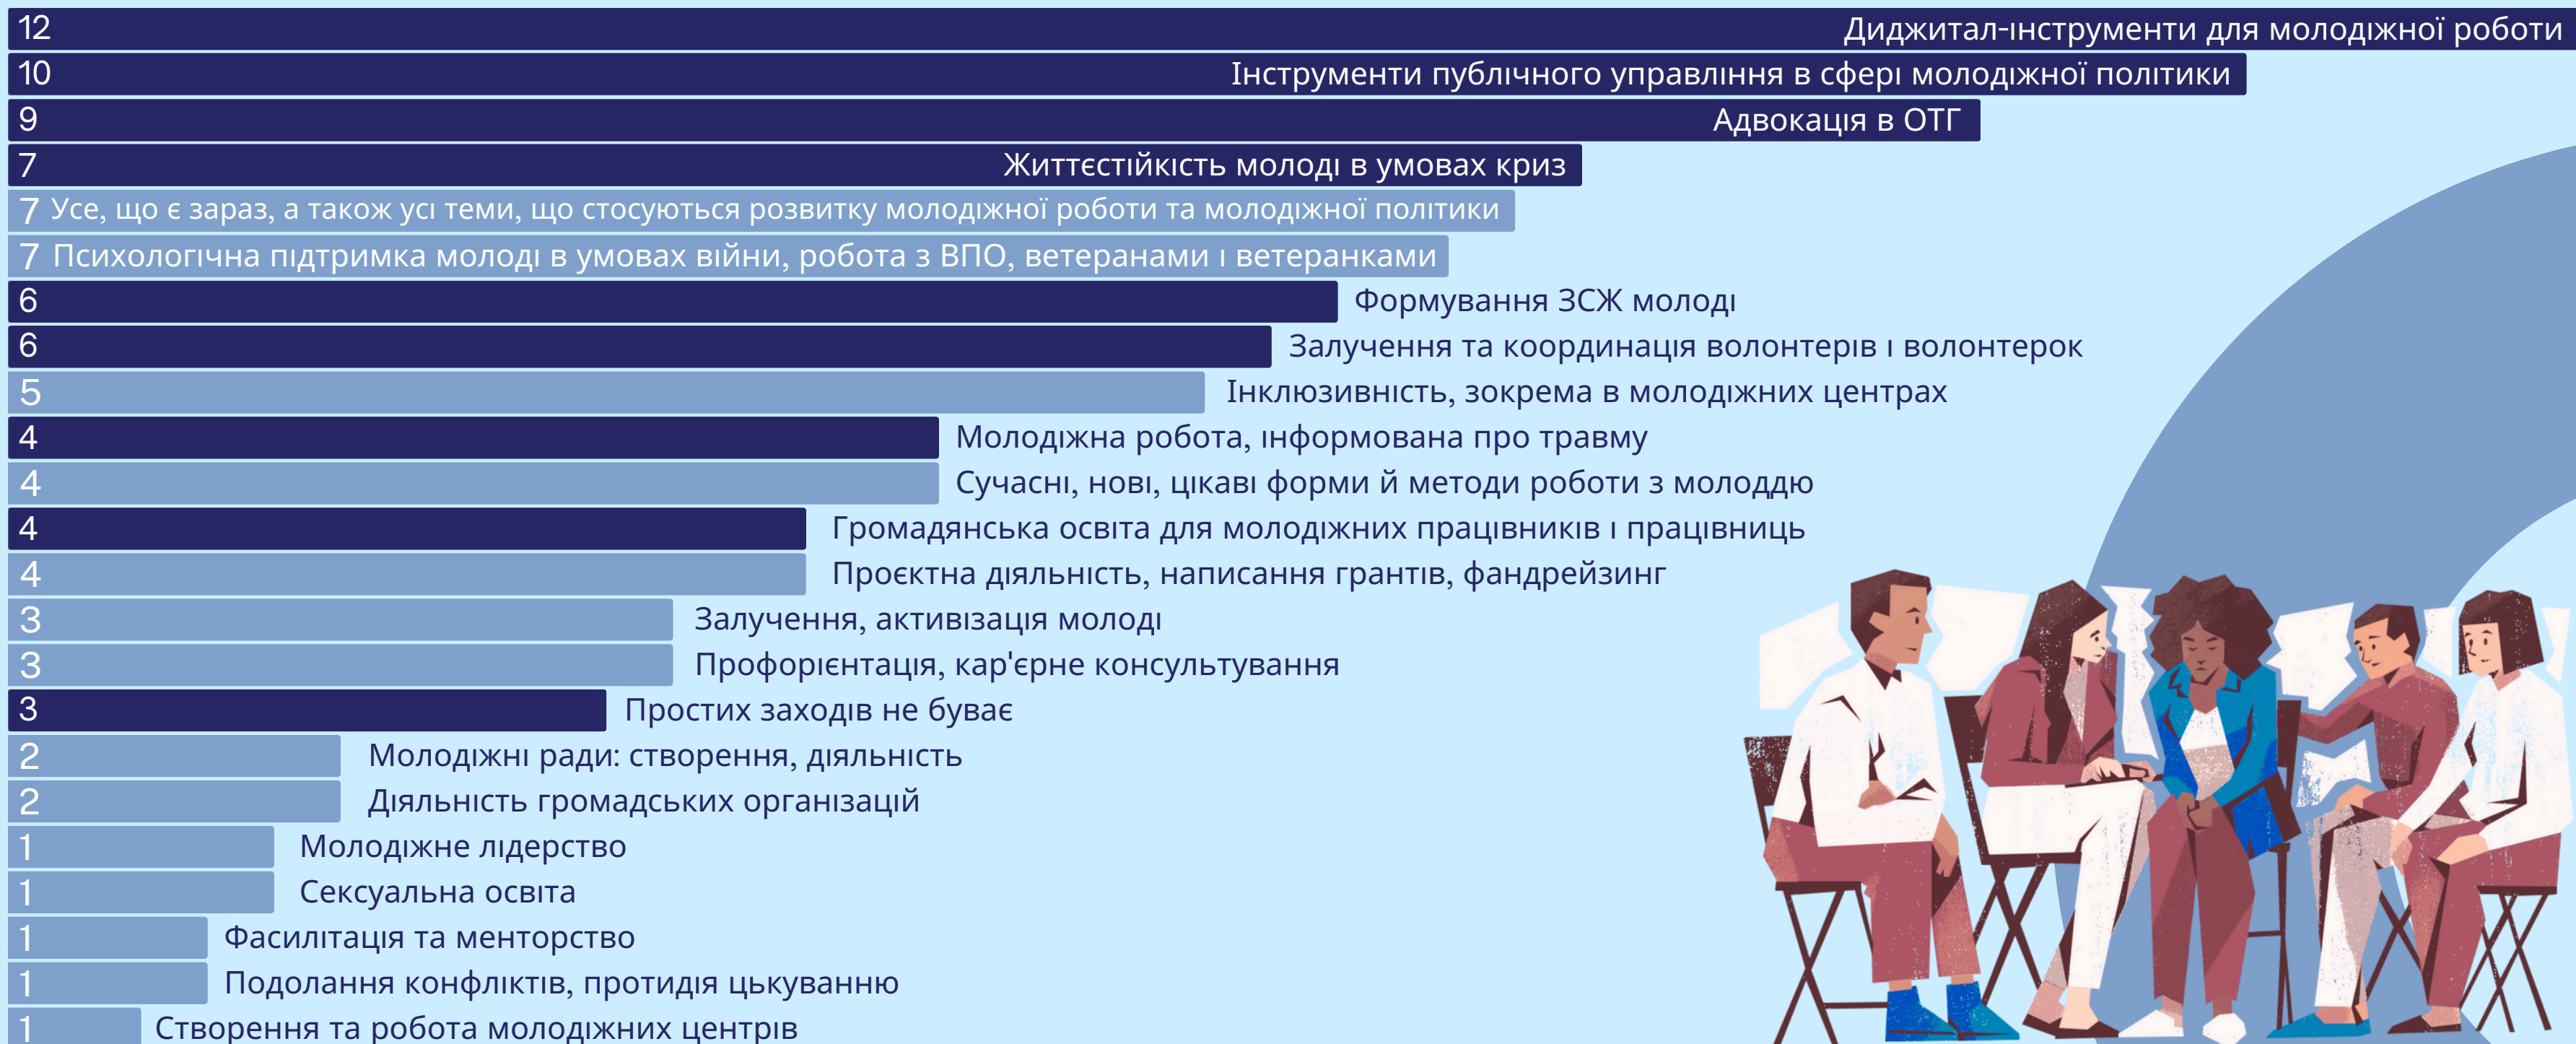 12 Диджитал-інструменти для молодіжної роботи
10 Інструменти публічного управління в сфері молодіжної політики
9 Адвокація в ОТГ
7 Життєстійкість молоді в умовах криз
7 Усе, що є зараз, а також усі теми, що стосуються розвитку молодіжної роботи та молодіжної політики
7 Психологічна підтримка молоді в умовах війни, робота з ВПО, ветеранами і ветеранками
6 Формування ЗСЖ молоді
6 Залучення та координація волонтерів і волонтерок
5 Інклюзивність, зокрема в молодіжних центрах
4 Молодіжна робота, інформована про травму
4 Сучасні, нові, цікаві форми й методи роботи з молоддю
4 Громадянська освіта для молодіжних працівників і працівниць
4 Проєктна діяльність, написання грантів, фандрейзинг
3 Залучення, активізація молоді
3 Профорієнтація, кар'єрне консультування
3 Простих заходів не буває
2 Молодіжні ради: створення, діяльність
2 Діяльність громадських організацій
1 Молодіжне лідерство
1 Сексуальна освіта
1 Фасилітація та менторство
1 Подолання конфліктів, протидія цькуванню
1 Створення та робота молодіжних центрів